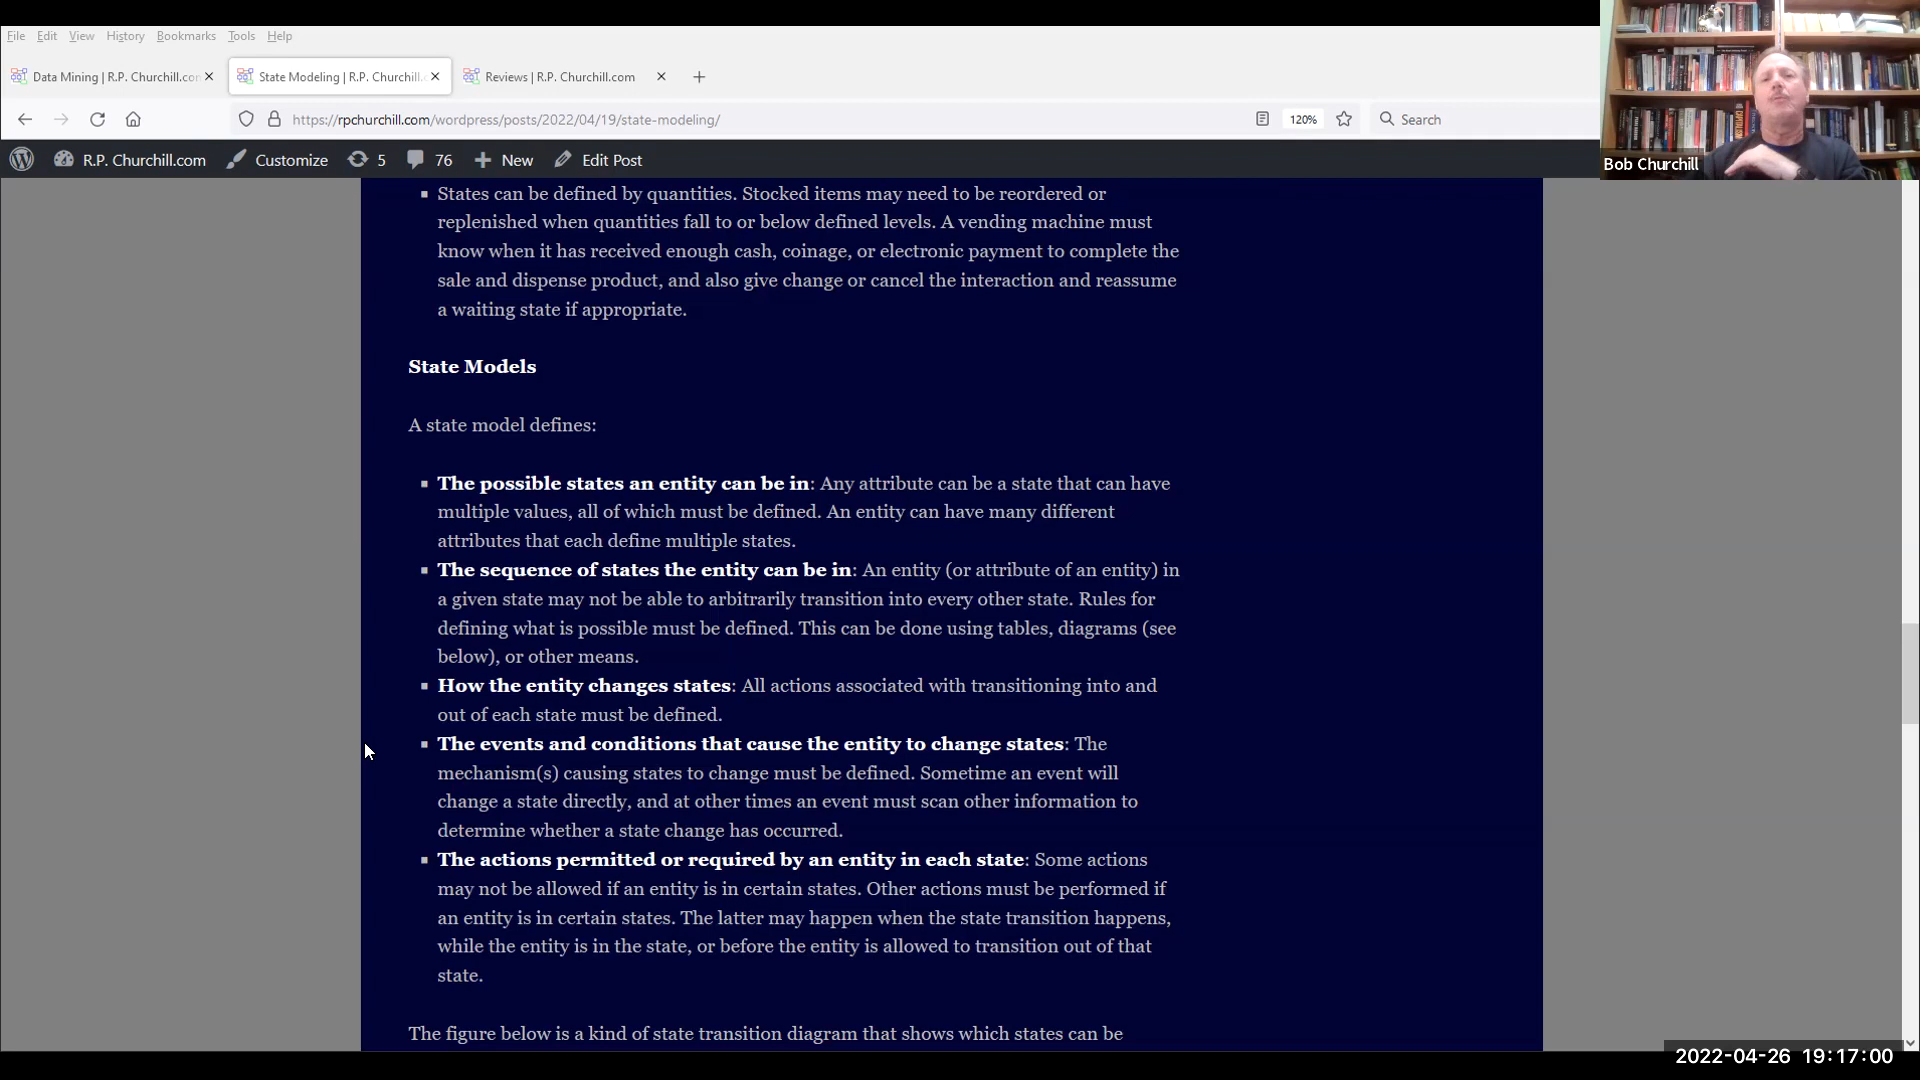 File Edit View History Bookmarks Tools Help
Data Mining | R.P. Churchill.co
State Modeling | R.P. Churchill.
Reviews | R.P. Churchill.com
https://rpchurchill.com/wordpress/posts/2022/04/19/state-modeling/
120%
Search
R.P. Churchill.com Customize 5 76 New Edit Post
Bob Churchill
States can be defined by quantities. Stocked items may need to be reordered or
replenished when quantities fall to or below defined levels. A vending machine must
know when it has received enough cash, coinage, or electronic payment to complete the
sale and dispense product, and also give change or cancel the interaction and reassume
a waiting state if appropriate.
State Models
A state model defines:
The possible states an entity can be in: Any attribute can be a state that can have
multiple values, all of which must be defined. An entity can have many different
attributes that each define multiple states.
The sequence of states the entity can be in: An entity (or attribute of an entity) in
a given state may not be able to arbitrarily transition into every other state. Rules for
defining what is possible must be defined. This can be done using tables, diagrams (see
below), or other means.
How the entity changes states: All actions associated with transitioning into and
out of each state must be defined.
The events and conditions that cause the entity to change states: The
mechanism(s) causing states to change must be defined. Sometime an event will
change a state directly, and at other times an event must scan other information to
determine whether a state change has occurred.
The actions permitted or required by an entity in each state: Some actions
may not be allowed if an entity is in certain states. Other actions must be performed if
an entity is in certain states. The latter may happen when the state transition happens,
while the entity is in the state, or before the entity is allowed to transition out of that
state.
The figure below is a kind of state transition diagram that shows which states can be
2022-04-26 19:17:00